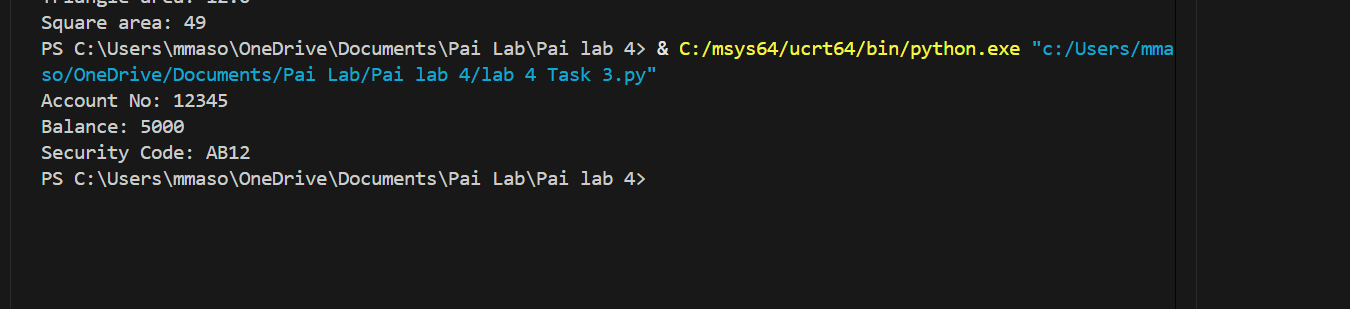 Square area: 49
PS C:\Users\mmaso\OneDrive\Documents\Pai Lab\Pai lab 4> & C:/msys64/ucrt64/bin/python.exe "c:/Users/mma
so/OneDrive/Documents/Pai Lab/Pai lab 4/lab 4 Task 3.py"
Account No: 12345
Balance: 5000
Security Code: AB12
PS C:\Users\mmaso\OneDrive\Documents\Pai Lab\Pai lab 4>